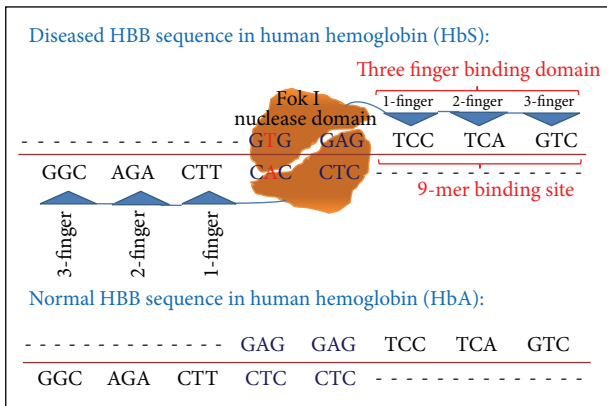 Diseased HBB sequence in human hemoglobin (HbS):
Three finger binding domain
Fok I
nuclease domain
1-finger 2-finger 3-finger
- - - - - - - - - - - - - - GTG GAG TCC TCA GTC
GGC AGA CTT CAC CTC - - - - - - - - - - - - - -
9-mer binding site
3-finger
2-finger
1-finger
Normal HBB sequence in human hemoglobin (HbA):
- - - - - - - - - - - - - - GAG GAG TCC TCA GTC
GGC AGA CTT CTC CTC - - - - - - - - - - - - - -